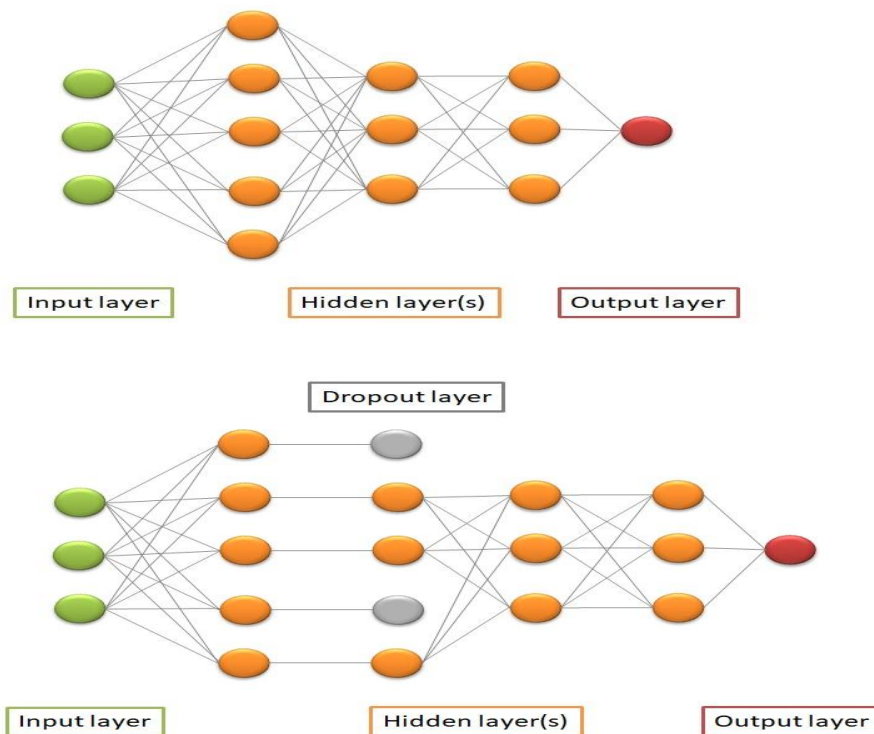 Input layer
Hidden layer(s)
Output layer
Dropout layer
Input layer
Hidden layer(s)
Output layer